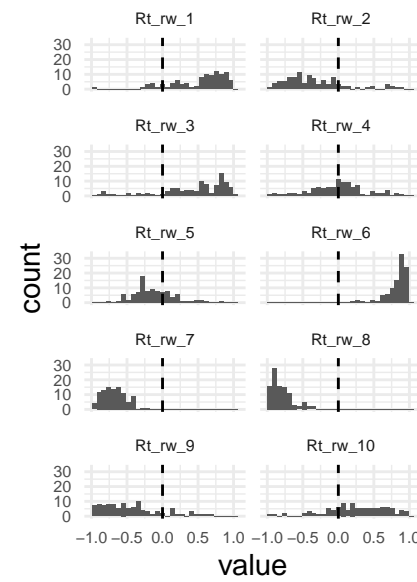 Rt_rw_1 Rt_rw_2
30
20
10
0
Rt_rw_3 Rt_rw_4
30
20
10
0
Rt_rw_5 Rt_rw_6
30
20
10
0
Rt_rw_7 Rt_rw_8
30
20
10
0
Rt_rw_9 Rt_rw_10
30
20
10
0
count
−1.0 −0.5 0.0 0.5 1.0 −1.0 −0.5 0.0 0.5 1.0
value